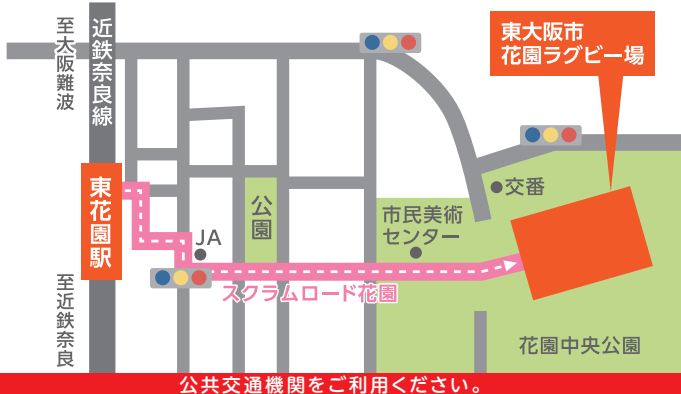 至大阪難波
近鉄奈良線
東大阪市
花園ラグビー場
東花園駅
JA
公園
市民美術
センター
交番
スクラムロード花園
至近鉄奈良
花園中央公園
公共交通機関をご利用ください。